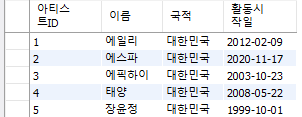 아티스트ID 이름 국적 활동시작일
1 에일리 대한민국 2012-02-09
2 에스파 대한민국 2020-11-17
3 에픽하이 대한민국 2003-10-23
4 태양 대한민국 2008-05-22
5 장윤정 대한민국 1999-10-01